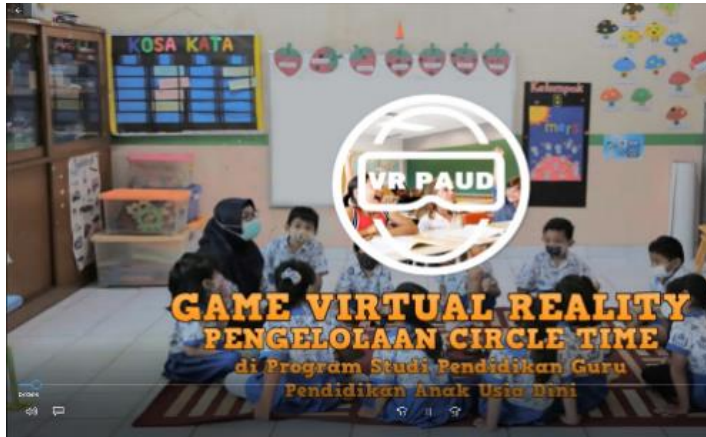 KOSA KATA
Kelompok
VR PAUD
GAME VIRTUAL REALITY
PENGELOLAAN CIRCLE TIME
di Program Studi Pendidikan Guru
Pendidikan Anak Usia Dini